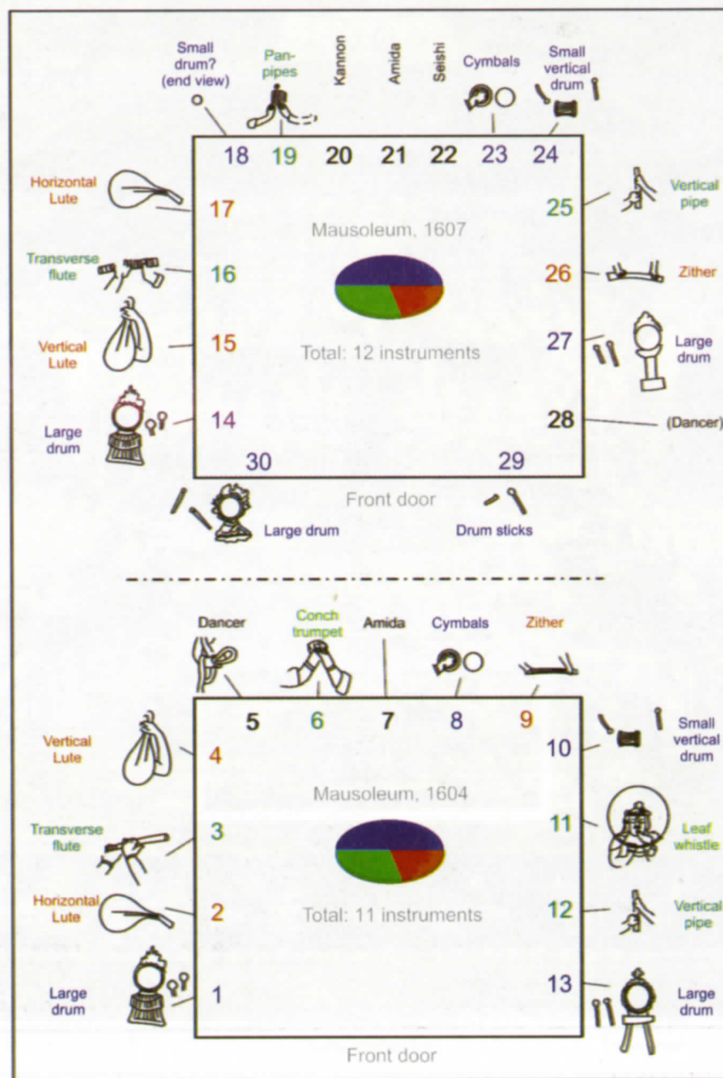 Small
drum?
(end view)
Pan-
pipes
Kannon
Amida
Seishi
Cymbals
Small
vertical
drum
18
19
20
21
22
23
24
Horizontal
Lute
17
25
Vertical
pipe
Mausoleum, 1607
Transverse
flute
16
26
Zither
Vertical
Lute
15
Total: 12 instruments
27
Large
drum
Large
drum
14
28
(Dancer)
30
29
Front door
Large drum
Drum sticks
Dancer
Conch
trumpet
Amida
Cymbals
Zither
5
6
7
8
9
Vertical
Lute
4
10
Small
vertical
drum
Mausoleum, 1604
Transverse
flute
3
11
Leaf
whistle
Horizontal
Lute
2
Total: 11 instruments
12
Vertical
pipe
Large
drum
1
13
Large
drum
Front door